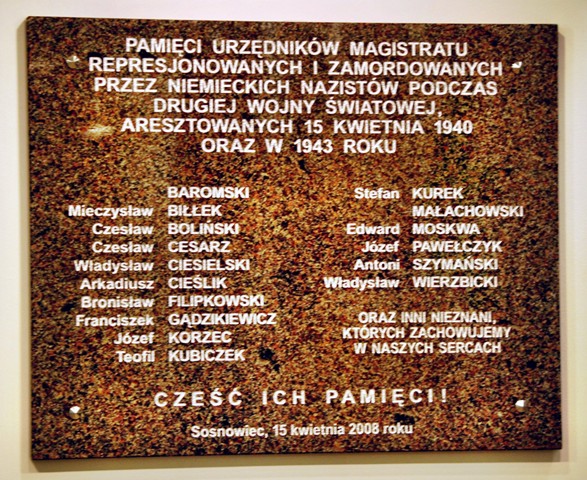 PAMIĘCI URZĘDNIKÓW MAGISTRATU
REPRESJONOWANYCH I ZAMORDOWANYCH
PRZEZ NIEMIECKICH NAZISTÓW PODCZAS
DRUGIEJ WOJNY ŚWIATOWEJ,
ARESZTOWANYCH 15 KWIETNIA 1940
ORAZ W 1943 ROKU
BAROMSKI
Mieczysław BIŁŁEK
Czesław BOLIŃSKI
Czesław CESARZ
Władysław CIESIELSKI
Arkadiusz CIEŚLIK
Bronisław FILIPKOWSKI
Franciszek GĄDZIKIEWICZ
Józef KORZEC
Teofil KUBICZEK
Stefan KUREK
MAŁACHOWSKI
Edward MOSKWA
Józef PAWEŁCZYK
Antoni SZYMAŃSKI
Władysław WIERZBICKI
ORAZ INNI NIEZNANI,
KTÓRYCH ZACHOWUJEMY
W NASZYCH SERCACH
CZEŚĆ ICH PAMIĘCI!
Sosnowiec, 15 kwietnia 2008 roku